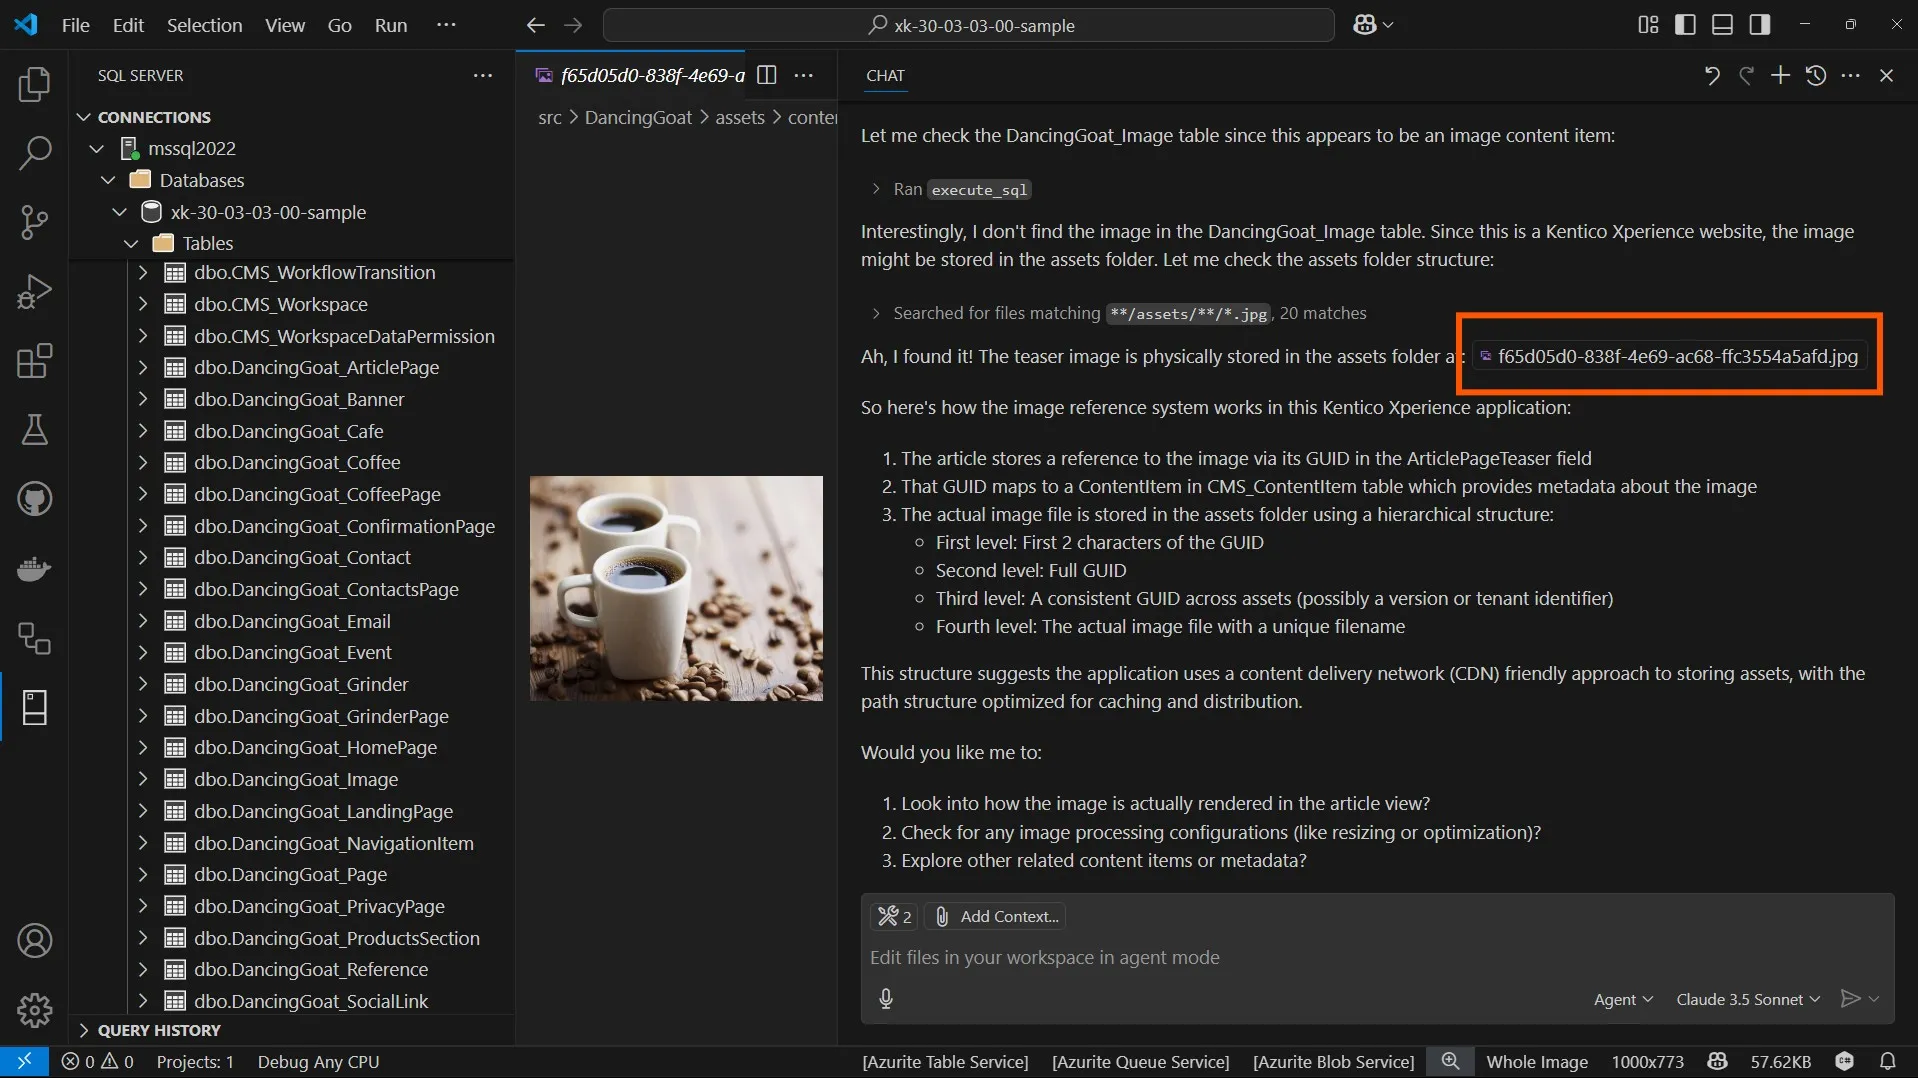 File Edit Selection View Go Run ···
xk-30-03-03-00-sample
SQL SERVER
CONNECTIONS
mssql2022
Databases
xk-30-03-03-00-sample
Tables
dbo.CMS_WorkflowTransition
dbo.CMS_Workspace
dbo.CMS_WorkspaceDataPermission
dbo.DancingGoat_ArticlePage
dbo.DancingGoat_Banner
dbo.DancingGoat_Cafe
dbo.DancingGoat_Coffee
dbo.DancingGoat_CoffeePage
dbo.DancingGoat_ConfirmationPage
dbo.DancingGoat_Contact
dbo.DancingGoat_ContactsPage
dbo.DancingGoat_Email
dbo.DancingGoat_Event
dbo.DancingGoat_Grinder
dbo.DancingGoat_GrinderPage
dbo.DancingGoat_HomePage
dbo.DancingGoat_Image
dbo.DancingGoat_LandingPage
dbo.DancingGoat_NavigationItem
dbo.DancingGoat_Page
dbo.DancingGoat_PrivacyPage
dbo.DancingGoat_ProductsSection
dbo.DancingGoat_Reference
dbo.DancingGoat_SocialLink
QUERY HISTORY
f65d05d0-838f-4e69-a
src > DancingGoat > assets > conter
CHAT
Let me check the DancingGoat_Image table since this appears to be an image content item:
Ran execute_sql
Interestingly, I don't find the image in the DancingGoat_Image table. Since this is a Kentico Xperience website, the image
might be stored in the assets folder. Let me check the assets folder structure:
Searched for files matching **/assets/**/*.jpg, 20 matches
Ah, I found it! The teaser image is physically stored in the assets folder a: f65d05d0-838f-4e69-ac68-ffc3554a5afd.jpg
So here's how the image reference system works in this Kentico Xperience application:
1. The article stores a reference to the image via its GUID in the ArticlePageTeaser field
2. That GUID maps to a ContentItem in CMS_ContentItem table which provides metadata about the image
3. The actual image file is stored in the assets folder using a hierarchical structure:
First level: First 2 characters of the GUID
Second level: Full GUID
Third level: A consistent GUID across assets (possibly a version or tenant identifier)
Fourth level: The actual image file with a unique filename
This structure suggests the application uses a content delivery network (CDN) friendly approach to storing assets, with the
path structure optimized for caching and distribution.
Would you like me to:
1. Look into how the image is actually rendered in the article view?
2. Check for any image processing configurations (like resizing or optimization)?
3. Explore other related content items or metadata?
2 Add Context...
Edit files in your workspace in agent mode
Agent Claude 3.5 Sonnet
0 0 Projects: 1 Debug Any CPU [Azurite Table Service] [Azurite Queue Service] [Azurite Blob Service] Whole Image 1000x773 57.62KB